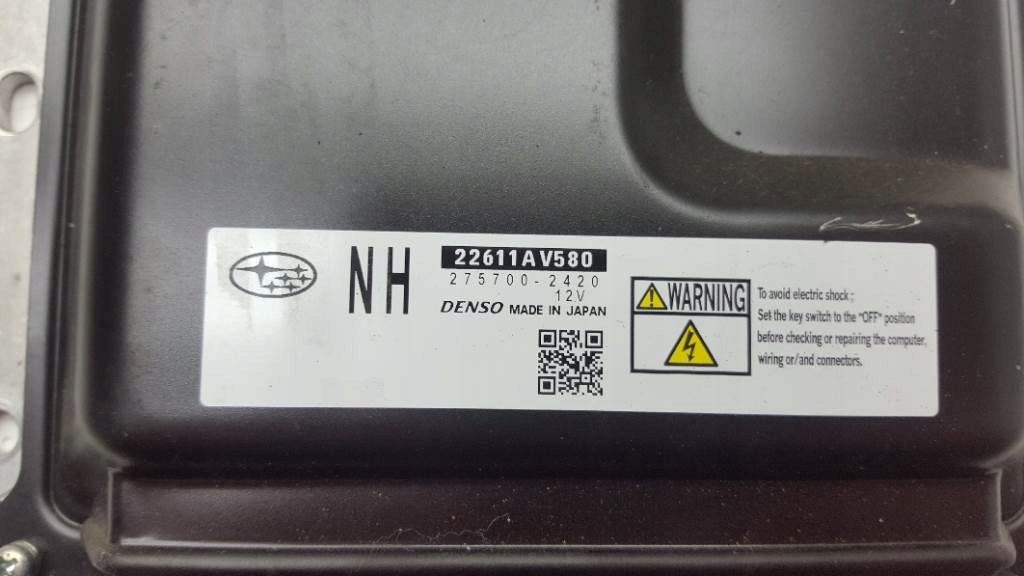 NH
22611AV580
275700-2420
12V
DENSO MADE IN JAPAN
WARNING
To avoid electric shock ;
Set the key switch to the "OFF" position
before checking or repairing the computer,
wiring or/and connectors.